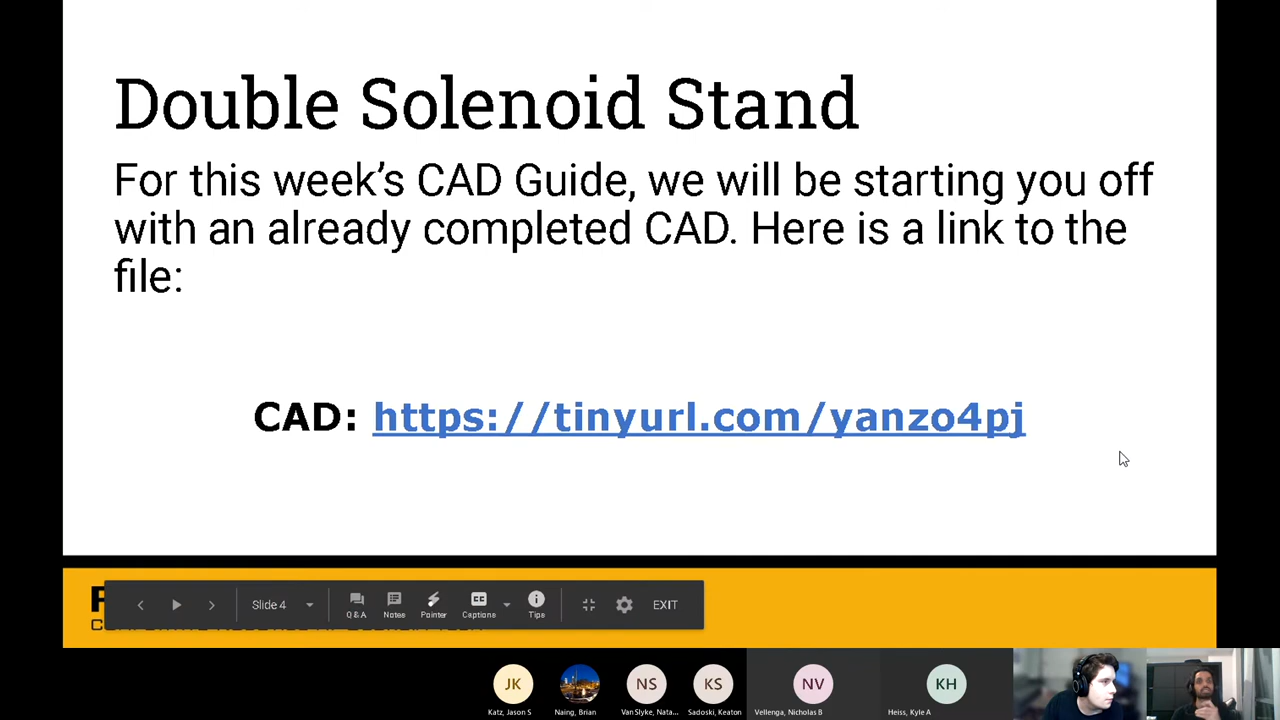 Double Solenoid Stand
For this week’s CAD Guide, we will be starting you off
with an already completed CAD. Here is a link to the
file:
CAD: https://tinyurl.com/yanzo4pj
Slide 4
Q & A
Notes
Pointer
Captions
Tips
EXIT
JK
NS
KS
NV
KH
Katz, Jason S
Naing, Brian
Van Slyke, Nata...
Sadoski, Keaton
Vellenga, Nicholas B
Heiss, Kyle A